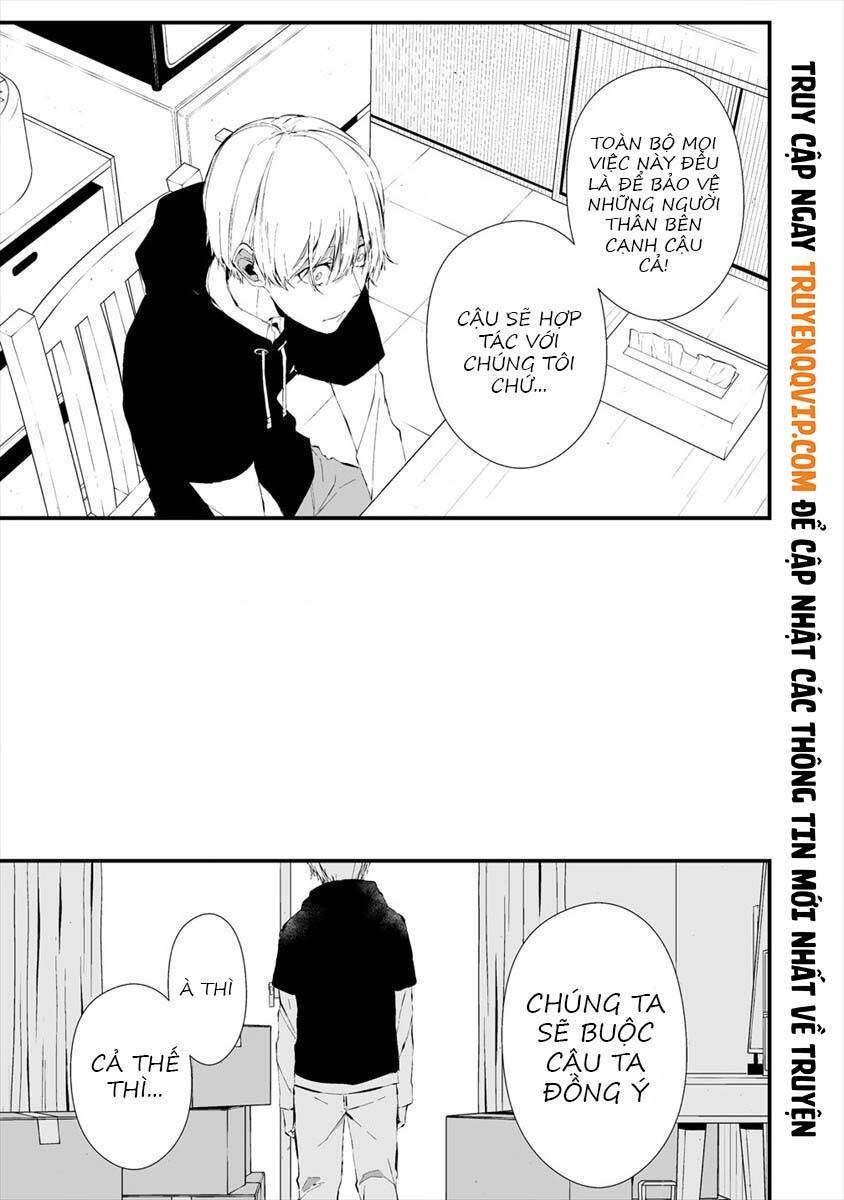 TOÀN BỘ MỌI
VIỆC NÀY ĐỀU
LÀ ĐỂ BẢO VỆ
NHỮNG NGƯỜI
THÂN BÊN
CẠNH CẬU
CẢ!
CẬU SẼ HỢP
TÁC VỚI
CHÚNG TÔI
CHỨ...
CHÚNG TA
SẼ BUỘC
CẬU TA
ĐỒNG Ý
À THÌ
CẢ THẾ
THÌ...
TRUY CẬP NGAY TRUYENQQVIP.COM ĐỂ CẬP NHẬT CÁC THÔNG TIN MỚI NHẤT VỀ TRUYỆN